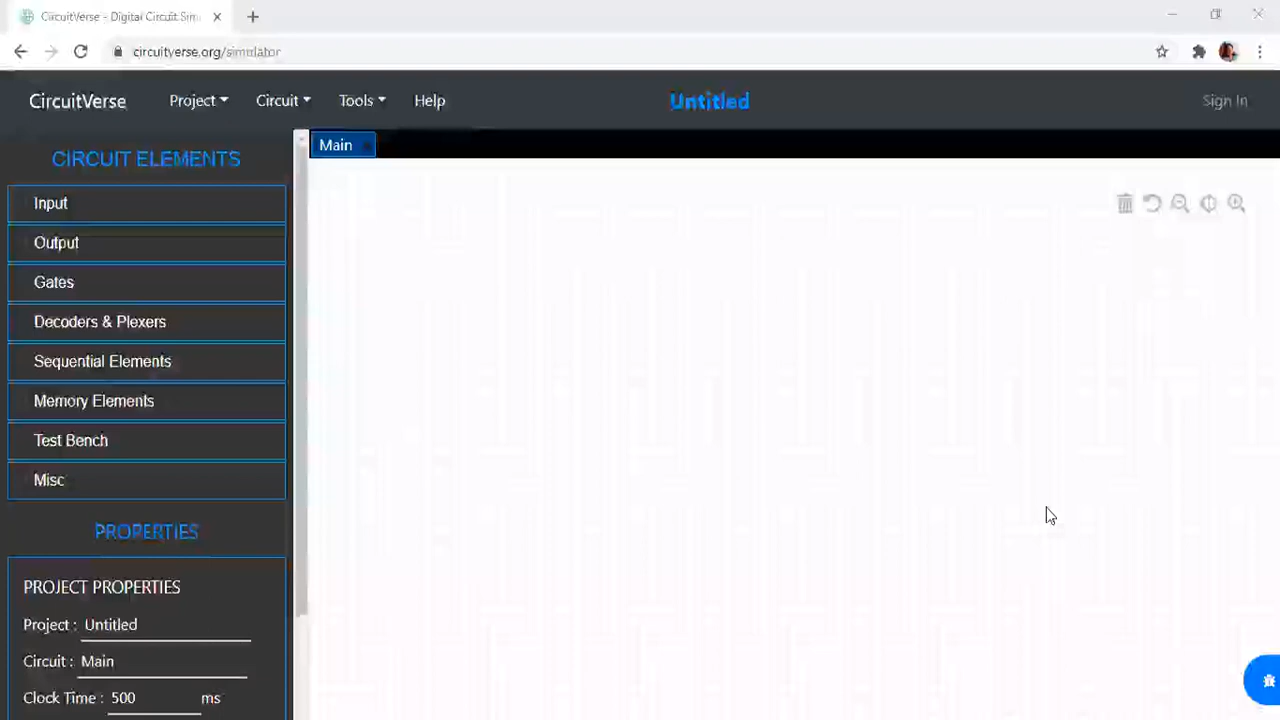 CircuitVerse - Digital Circuit Sim
circuitverse.org/simulator
CircuitVerse
Project
Circuit
Tools
Help
Untitled
Sign In
Main
CIRCUIT ELEMENTS
Input
Output
Gates
Decoders & Plexers
Sequential Elements
Memory Elements
Test Bench
Misc
PROPERTIES
PROJECT PROPERTIES
Project : Untitled
Circuit : Main
Clock Time : 500 ms